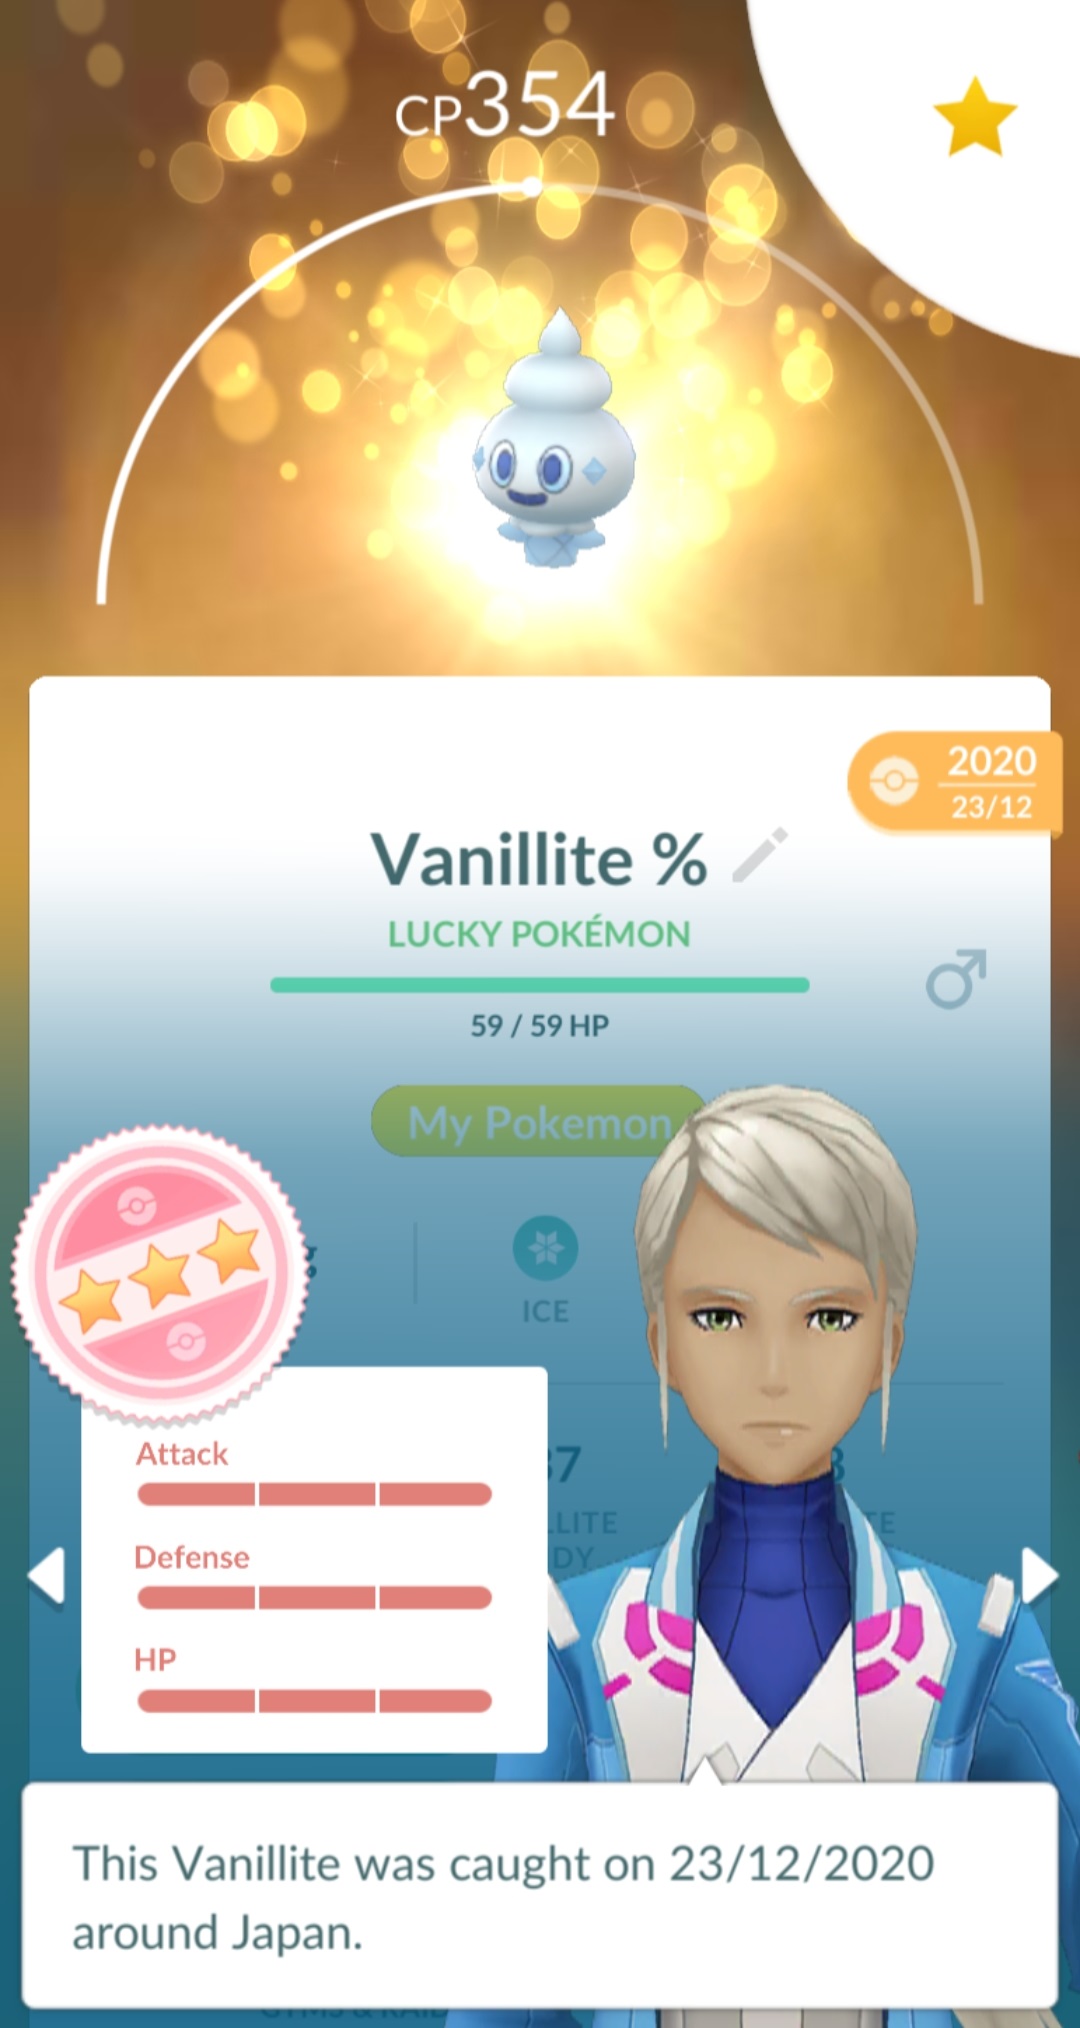 CP354
2020
23/12
Vanillite %
LUCKY POKÉMON
59 / 59 HP
My Pokemon
ICE
Attack
Defense
HP
This Vanillite was caught on 23/12/2020
around Japan.